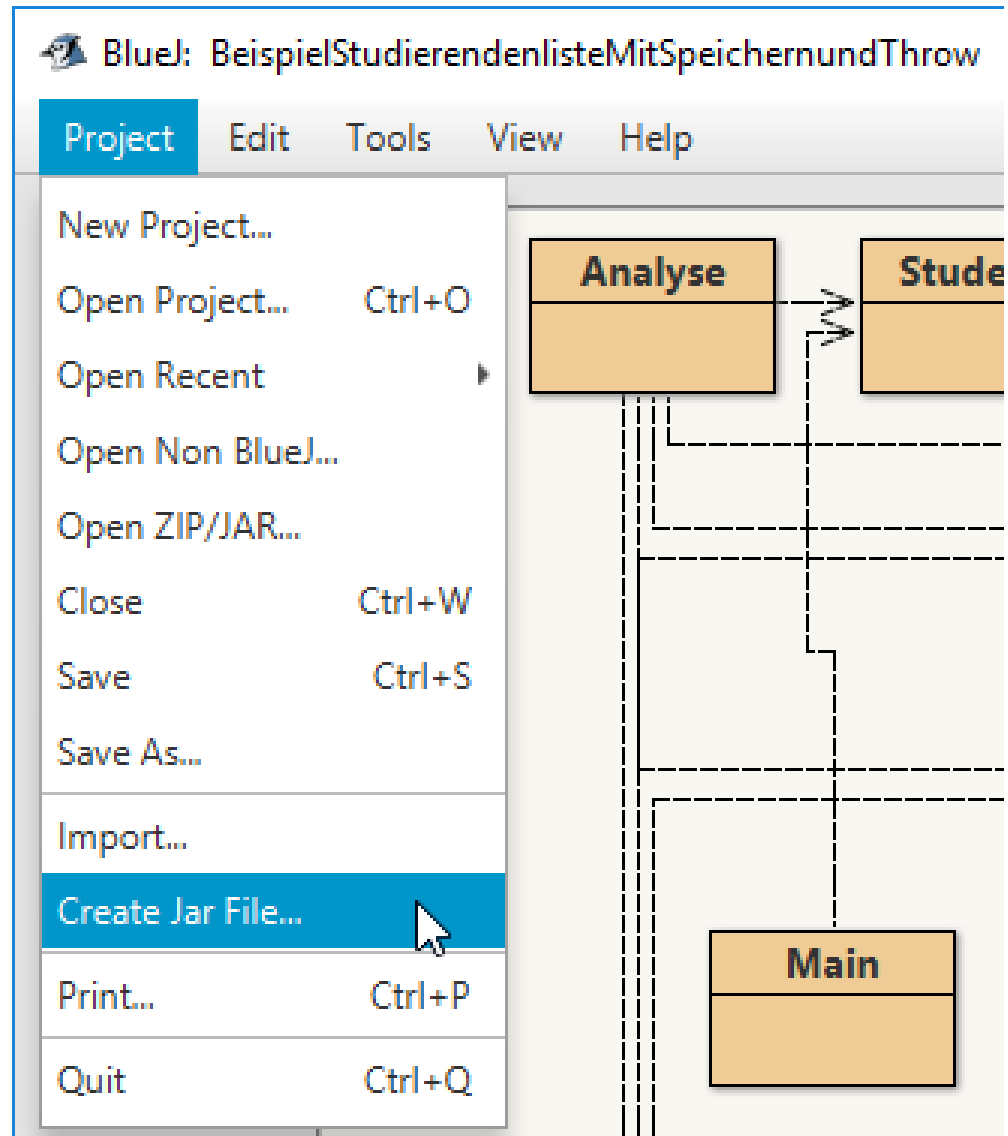 BlueJ: BeispielStudierendenlisteMitSpeichernundThrow
Project Edit Tools View Help
New Project...
Open Project... Ctrl+O
Open Recent
Open Non BlueJ...
Open ZIP/JAR...
Close Ctrl+W
Save Ctrl+S
Save As...
Import...
Create Jar File...
Print... Ctrl+P
Quit Ctrl+Q
Analyse
Stude
Main